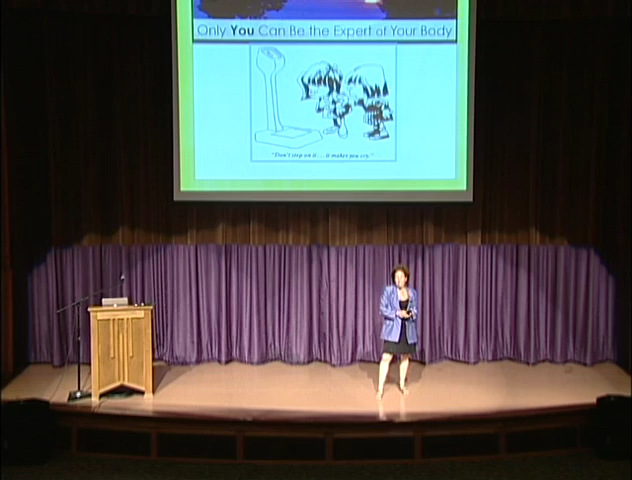 Only You Can Be the Expert of Your Body
"Don't step on it . . . it makes you cry."